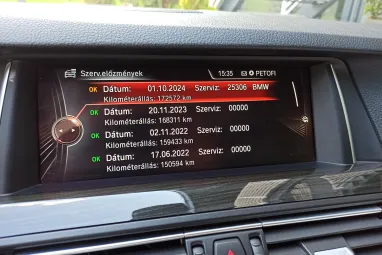 Szerv.előzmények 15:35 PETOFI
OK Dátum: 01.10.2024 Szerviz: 25306 BMW
Kilométerállás: 172572 km
OK Dátum: 20.11.2023 Szerviz: 00000
Kilométerállás: 168311 km
OK Dátum: 02.11.2022 Szerviz: 00000
Kilométerállás: 159433 km
OK Dátum: 17.06.2022 Szerviz: 00000
Kilométerállás: 150594 km